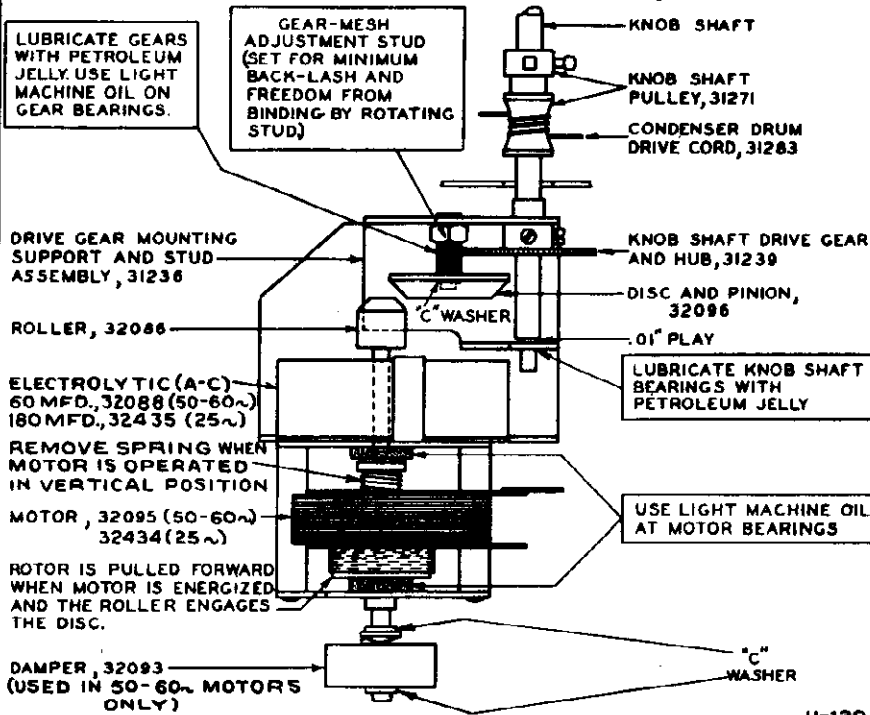 LUBRICATE GEARS
WITH PETROLEUM
JELLY. USE LIGHT
MACHINE OIL ON
GEAR BEARINGS.
GEAR-MESH
ADJUSTMENT STUD
(SET FOR MINIMUM
BACK-LASH AND
FREEDOM FROM
BINDING BY ROTATING
STUD.)
KNOB SHAFT
KNOB SHAFT
PULLEY, 31271
CONDENSER DRUM
DRIVE CORD, 31283
DRIVE GEAR MOUNTING
SUPPORT AND STUD
ASSEMBLY, 31236
KNOB SHAFT DRIVE GEAR
AND HUB, 31239
"C" WASHER
DISC AND PINION,
32096
ROLLER, 32086
.01" PLAY
LUBRICATE KNOB SHAFT
BEARINGS WITH
PETROLEUM JELLY
ELECTROLYTIC (A-C)
60 MFD., 32088 (50-60~)
180 MFD., 32435 (25~)
REMOVE SPRING WHEN
MOTOR IS OPERATED
IN VERTICAL POSITION
MOTOR, 32095 (50-60~)
32434 (25~)
USE LIGHT MACHINE OIL
AT MOTOR BEARINGS
ROTOR IS PULLED FORWARD
WHEN MOTOR IS ENERGIZED
AND THE ROLLER ENGAGES
THE DISC.
DAMPER, 32093
(USED IN 50-60~ MOTORS
ONLY)
"C"
WASHER